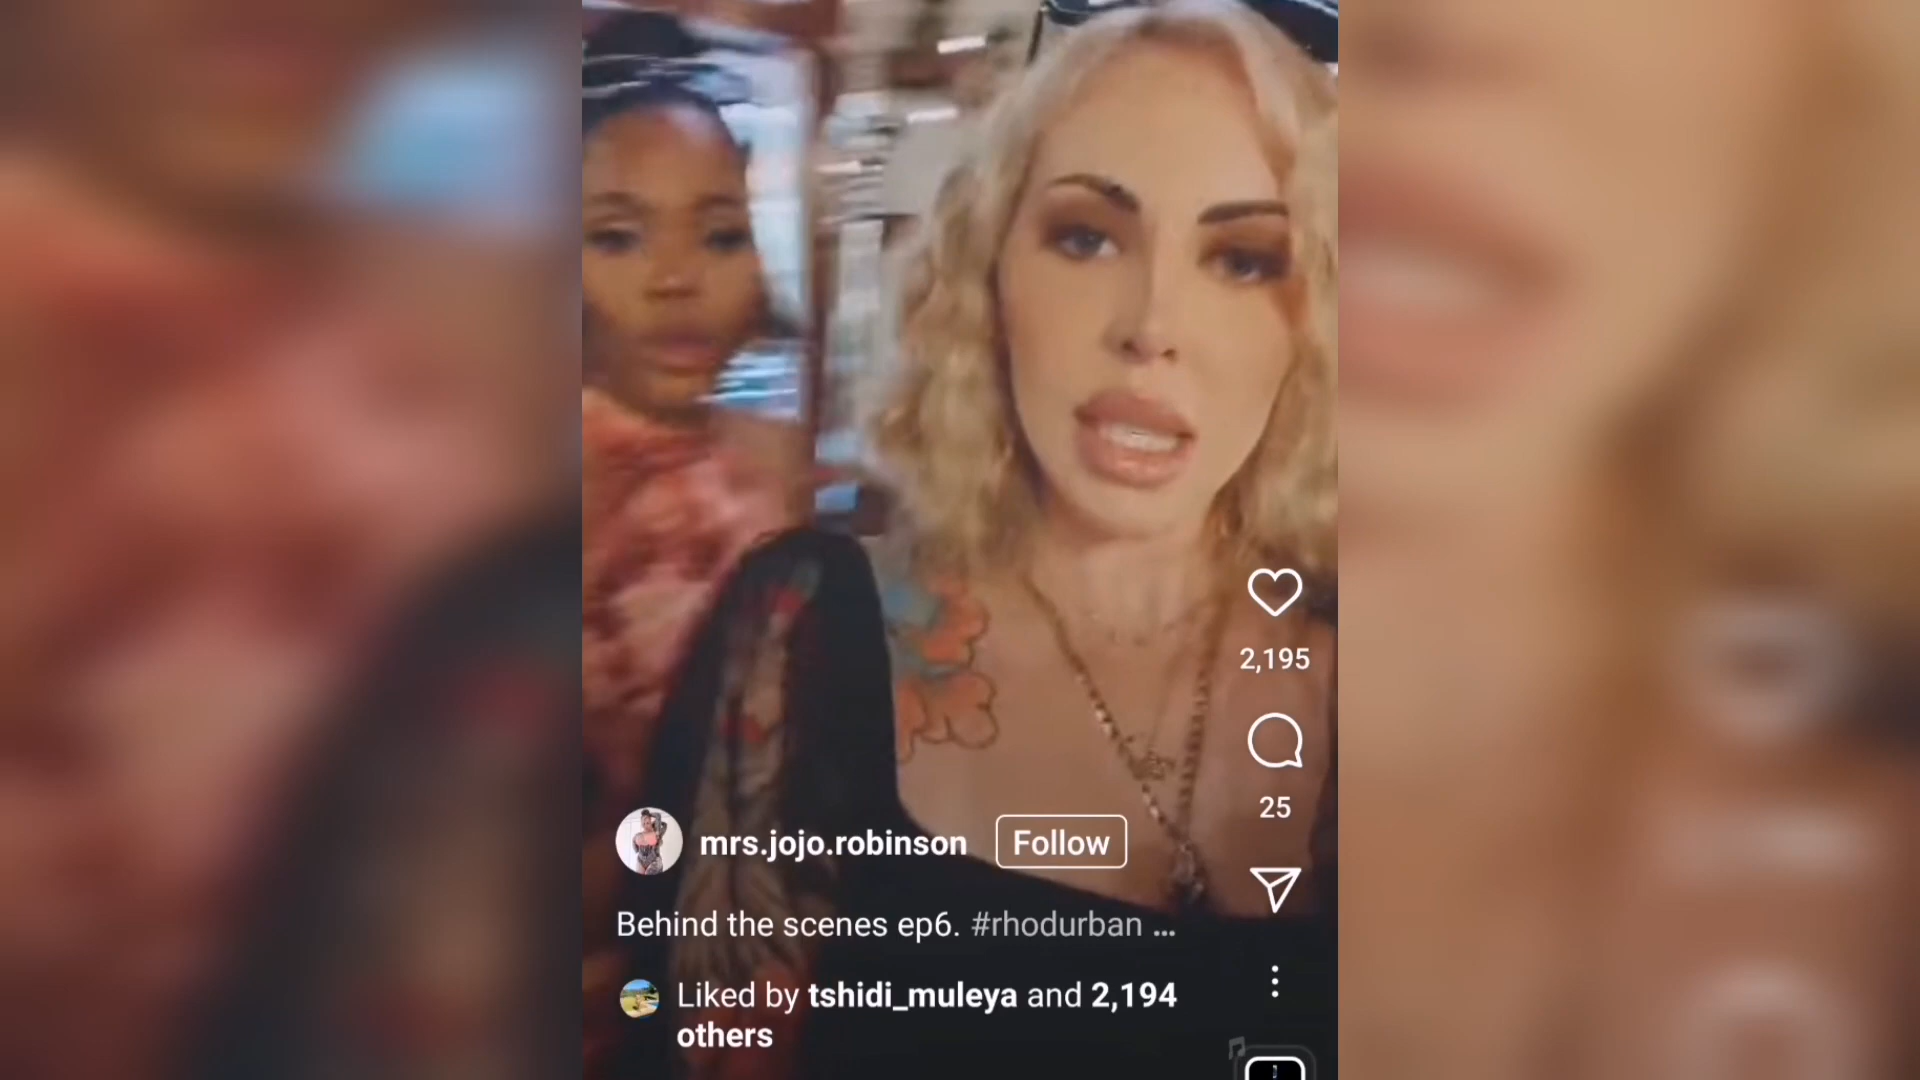 2,195
25
mrs.jojo.robinson Follow
Behind the scenes ep6. #rhodurban ...
Liked by tshidi_muleya and 2,194
others